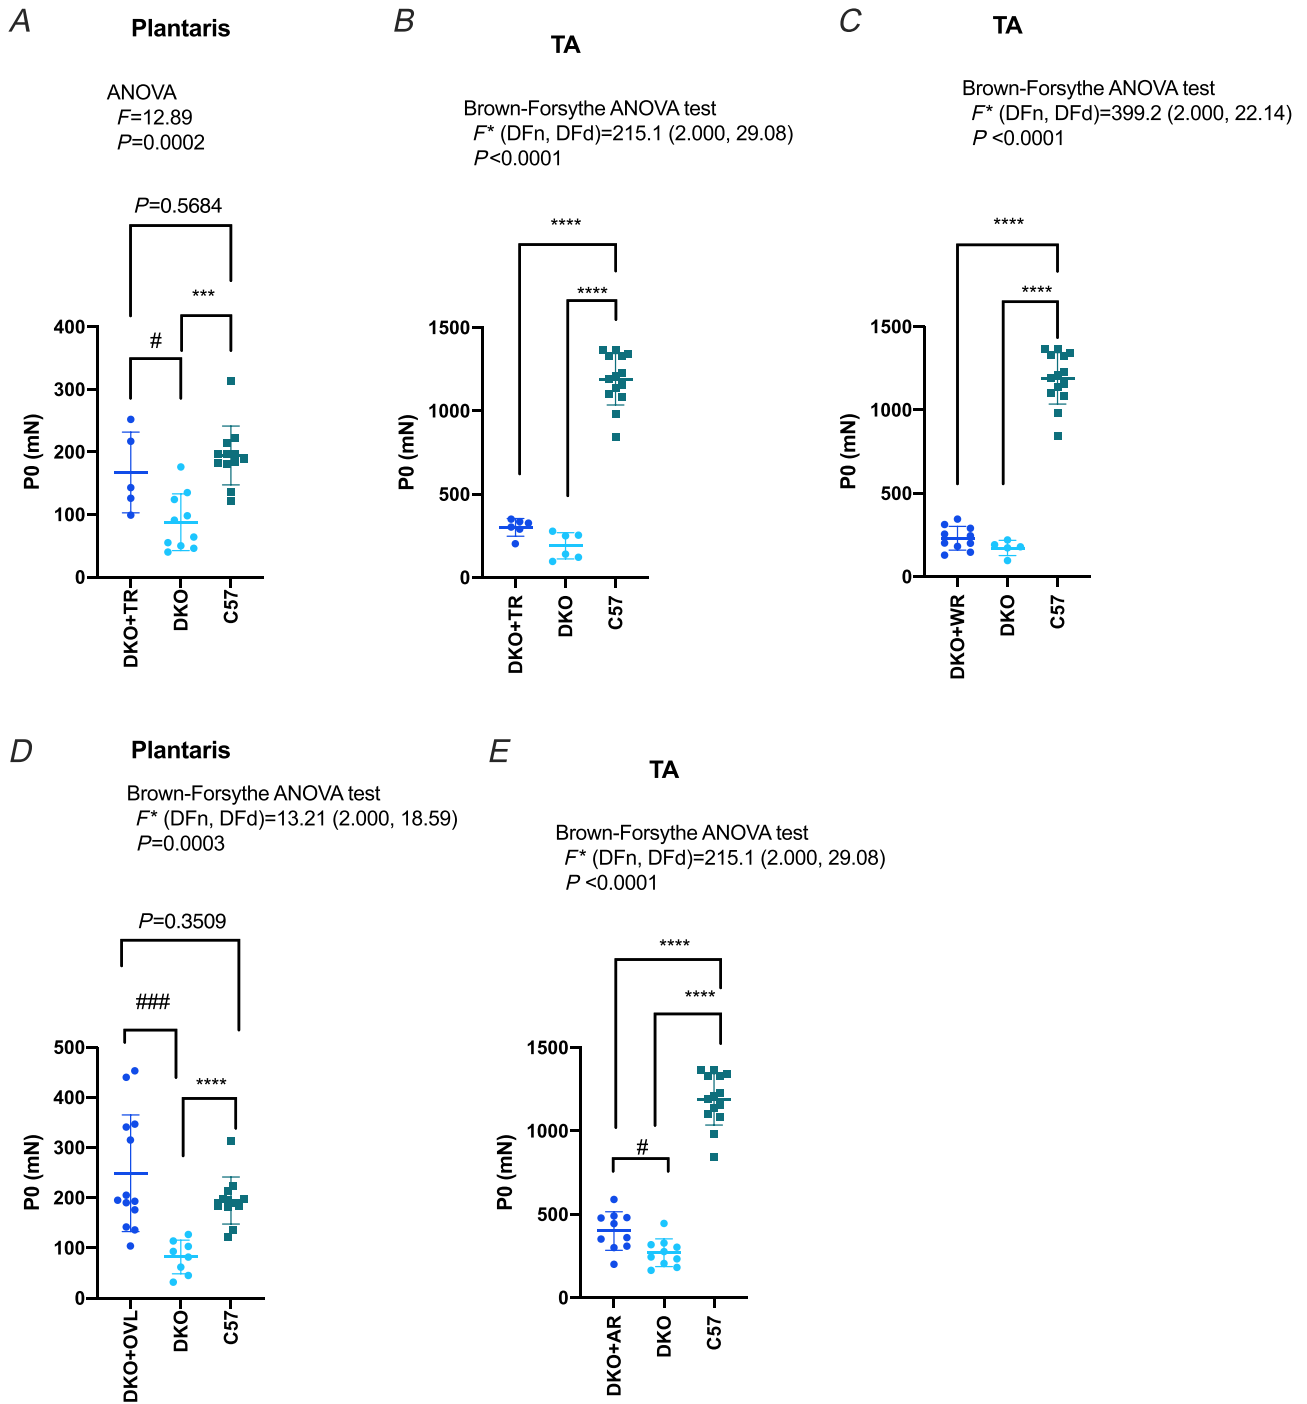 A
Plantaris
ANOVA
F=12.89
P=0.0002
P=0.5684
***
#
400
300
200
100
0
P0 (mN)
DKO+TR
DKO
C57
B
TA
Brown-Forsythe ANOVA test
F* (DFn, DFd)=215.1 (2.000, 29.08)
P<0.0001
****
****
1500
1000
500
0
P0 (mN)
DKO+TR
DKO
C57
C
TA
Brown-Forsythe ANOVA test
F* (DFn, DFd)=399.2 (2.000, 22.14)
P <0.0001
****
****
1500
1000
500
0
P0 (mN)
DKO+WR
DKO
C57
D
Plantaris
Brown-Forsythe ANOVA test
F* (DFn, DFd)=13.21 (2.000, 18.59)
P=0.0003
P=0.3509
###
****
500
400
300
200
100
0
P0 (mN)
DKO+OVL
DKO
C57
E
TA
Brown-Forsythe ANOVA test
F* (DFn, DFd)=215.1 (2.000, 29.08)
P <0.0001
****
****
#
1500
1000
500
0
P0 (mN)
DKO+AR
DKO
C57